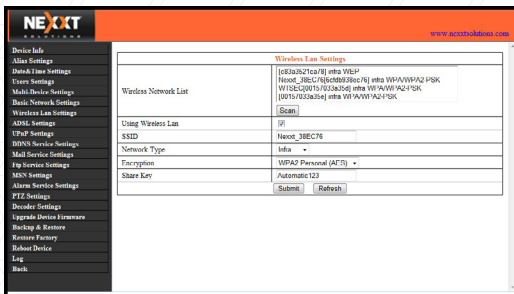 NEXXT
SOLUTIONS
www.nexxtsolutions.com
Device Info
Alias Settings
Date&Time Settings
Users Settings
Multi-Device Settings
Basic Network Settings
Wireless Lan Settings
ADSL Settings
UPnP Settings
DDNS Service Settings
Mail Service Settings
Ftp Service Settings
MSN Settings
Alarm Service Settings
PTZ Settings
Decoder Settings
Upgrade Device Firmware
Backup & Restore
Restore Factory
Reboot Device
Log
Back
Wireless Lan Settings
Wireless Network List
[c83a3521ca78] infra WEP
Nexxt_38EC76[6cfdb938ec76] infra WPA/WPA2-PSK
WTSEC[00157033a35d] infra WPA/WPA2-PSK
[00157033a35e] infra WPA/WPA2-PSK
Scan
Using Wireless Lan
SSID Nexxt_38EC76
Network Type Infra
Encryption WPA2 Personal (AES)
Share Key Automatic123
Submit Refresh